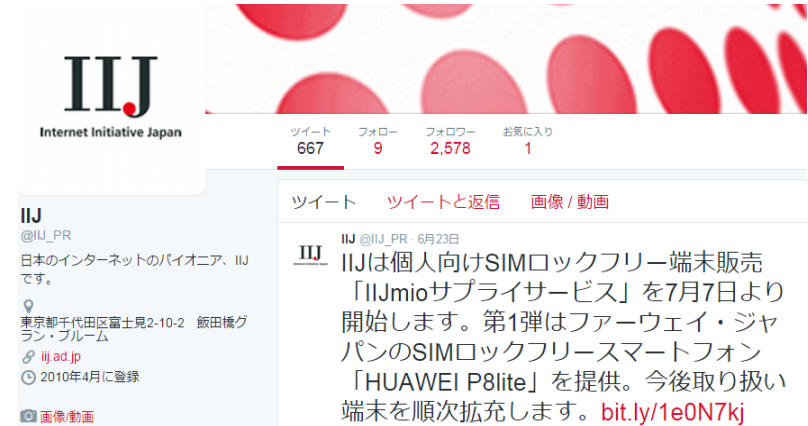 IIJ
Internet Initiative Japan
ツイート
667
フォロー
9
フォロワー
2,578
お気に入り
1
IIJ
@IIJ_PR
日本のインターネットのパイオニア、IIJ
です。
東京都千代田区富士見2-10-2 飯田橋グ
ラン・ブルーム
iij.ad.jp
2010年4月に登録
画像/動画
ツイート ツイートと返信 画像 / 動画
IIJ
IIJ @IIJ_PR · 6月23日
IIJは個人向けSIMロックフリー端末販売
「IIJmioサプライサービス」を7月7日より
開始します。第1弾はファーウェイ・ジャ
パンのSIMロックフリースマートフォン
「HUAWEI P8lite」を提供。今後取り扱い
端末を順次拡充します。bit.ly/1e0N7kj